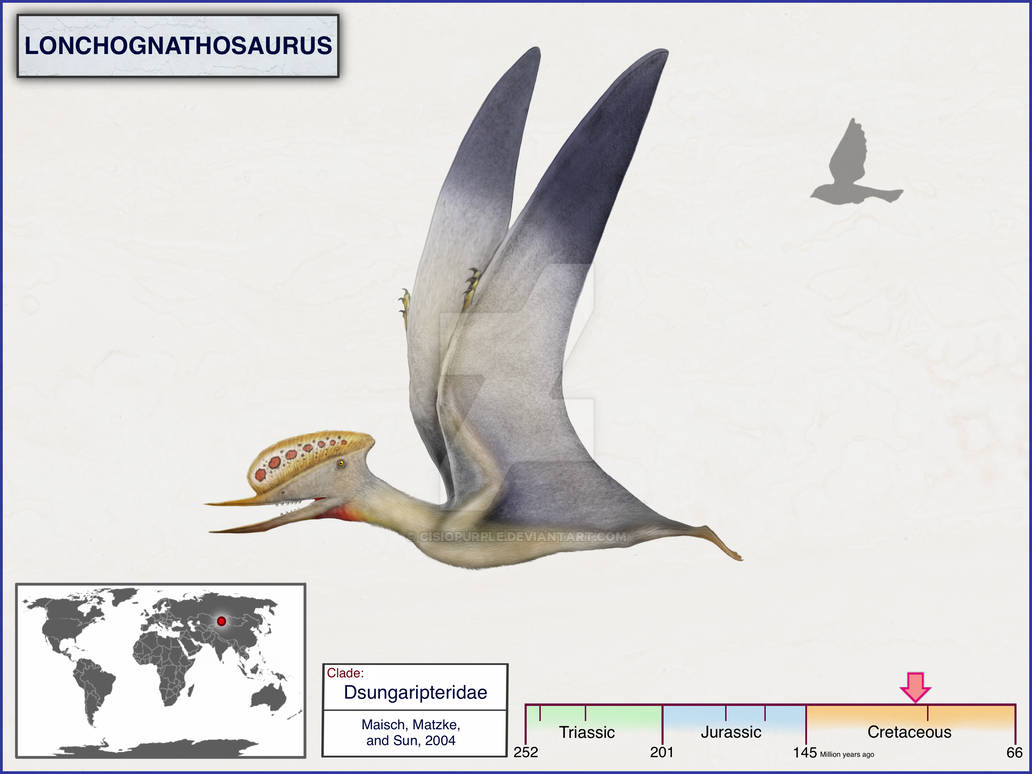 LONCHOGNATHOSAURUS
CISIOPURPLE.DEVIANTART.COM
Clade:
Dsungaripteridae
Maisch, Matzke,
and Sun, 2004
Triassic
Jurassic
Cretaceous
252
201
145 Million years ago
66